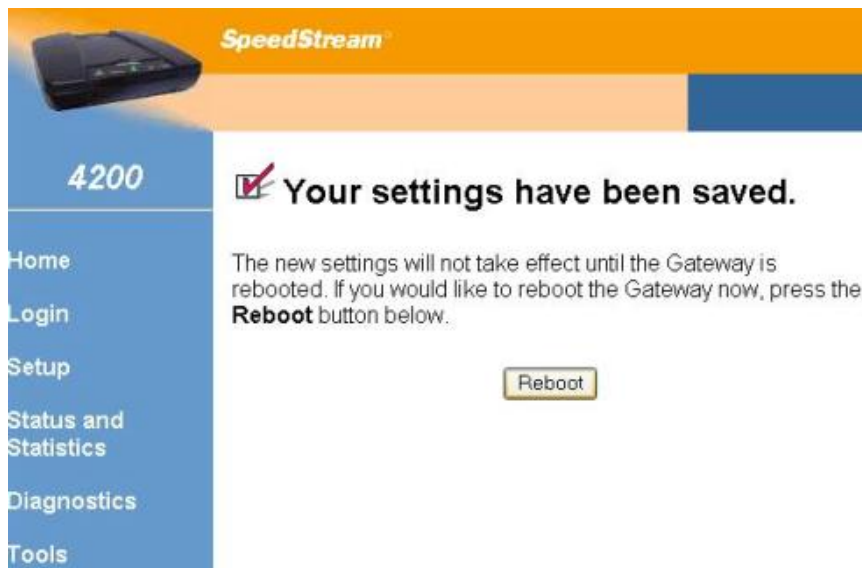 SpeedStream®
4200
Home
Login
Setup
Status and
Statistics
Diagnostics
Tools
Your settings have been saved.
The new settings will not take effect until the Gateway is
rebooted. If you would like to reboot the Gateway now, press the
Reboot button below.
Reboot